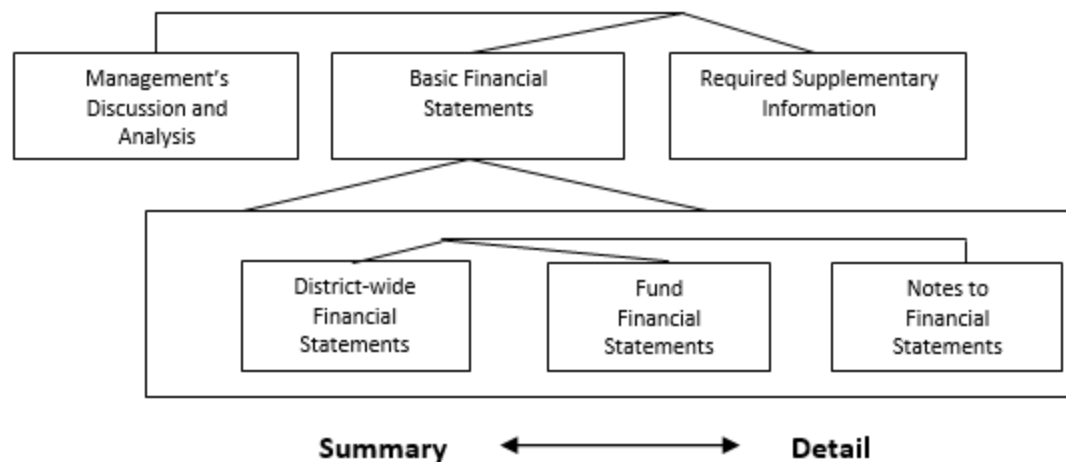 Management's
Discussion and
Analysis
Basic Financial
Statements
Required Supplementary
Information
District-wide
Financial
Statements
Fund
Financial
Statements
Notes to
Financial
Statements
Summary
Detail